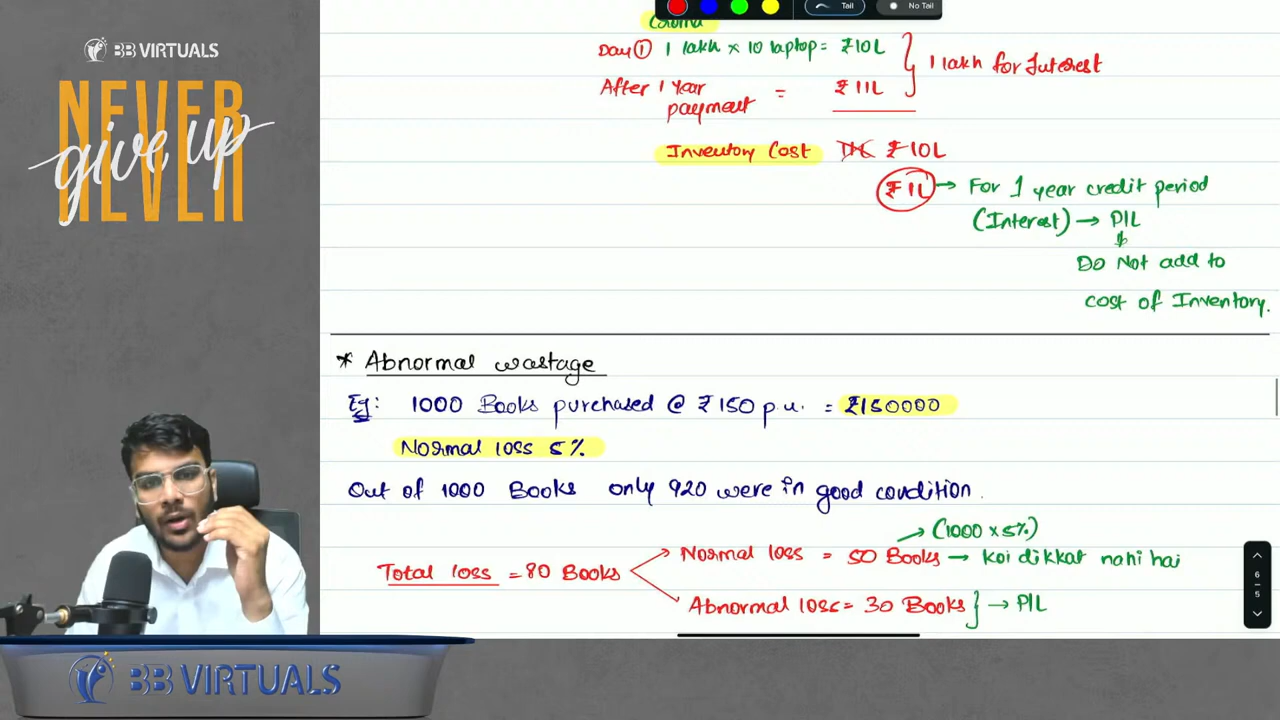 BB VIRTUALS
NEVER
give up
NEVER
Tail
No Tail
Day ① 1 lakh × 10 laptop = ₹10L
After 1 Year payment = ₹11L
1 lakh for Interest
Inventory Cost ₹10L
₹1L → For 1 year credit period
(Interest) → P/L
Do Not add to
cost of Inventory.
* Abnormal wastage
Eg: 1000 Books purchased @ ₹150 p.u. = ₹150000
Normal loss 5%
Out of 1000 Books only 920 were in good condition.
(1000 × 5%)
Normal loss = 50 Books → koi dikkat nahi hai
Total loss = 80 Books
Abnormal loss = 30 Books → P/L
6
5
BB VIRTUALS